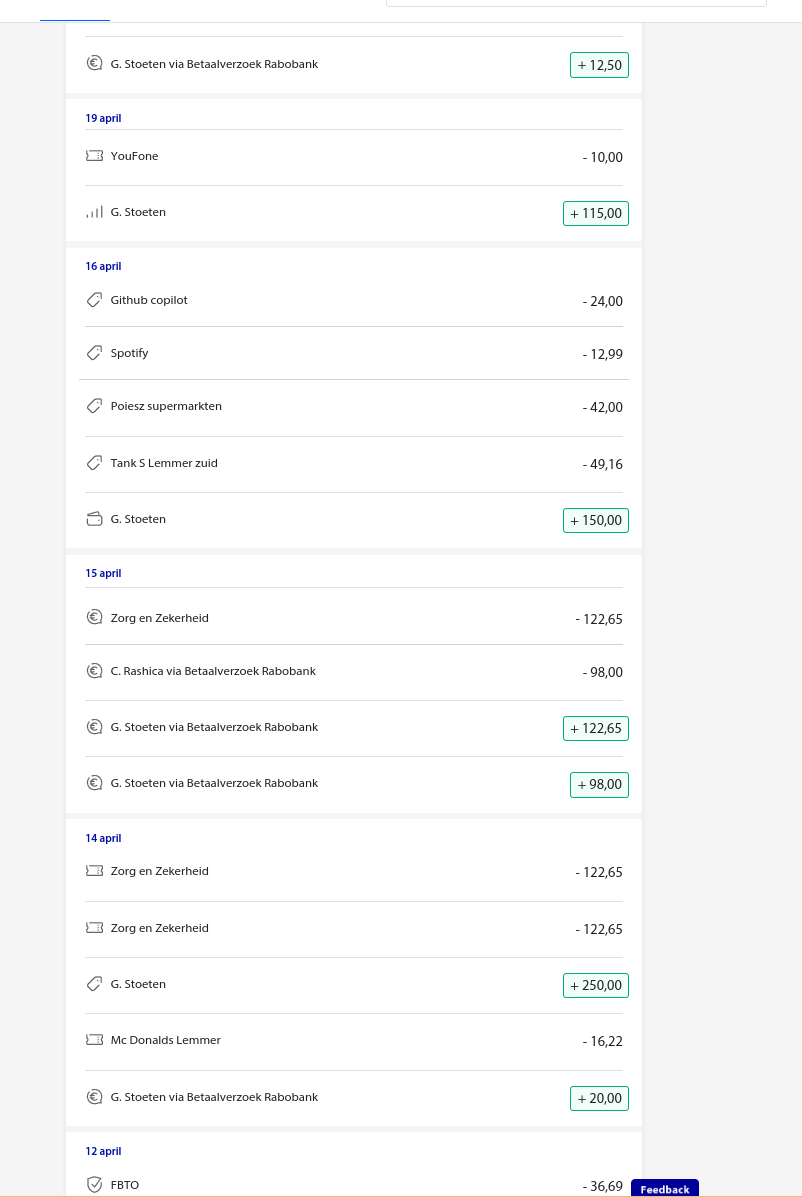 G. Stoeten via Betaalverzoek Rabobank + 12,50
19 april
YouFone - 10,00
G. Stoeten + 115,00
16 april
Github copilot - 24,00
Spotify - 12,99
Poiesz supermarkten - 42,00
Tank S Lemmer zuid - 49,16
G. Stoeten + 150,00
15 april
Zorg en Zekerheid - 122,65
C. Rashica via Betaalverzoek Rabobank - 98,00
G. Stoeten via Betaalverzoek Rabobank + 122,65
G. Stoeten via Betaalverzoek Rabobank + 98,00
14 april
Zorg en Zekerheid - 122,65
Zorg en Zekerheid - 122,65
G. Stoeten + 250,00
Mc Donalds Lemmer - 16,22
G. Stoeten via Betaalverzoek Rabobank + 20,00
12 april
FBTO - 36,69
Feedback